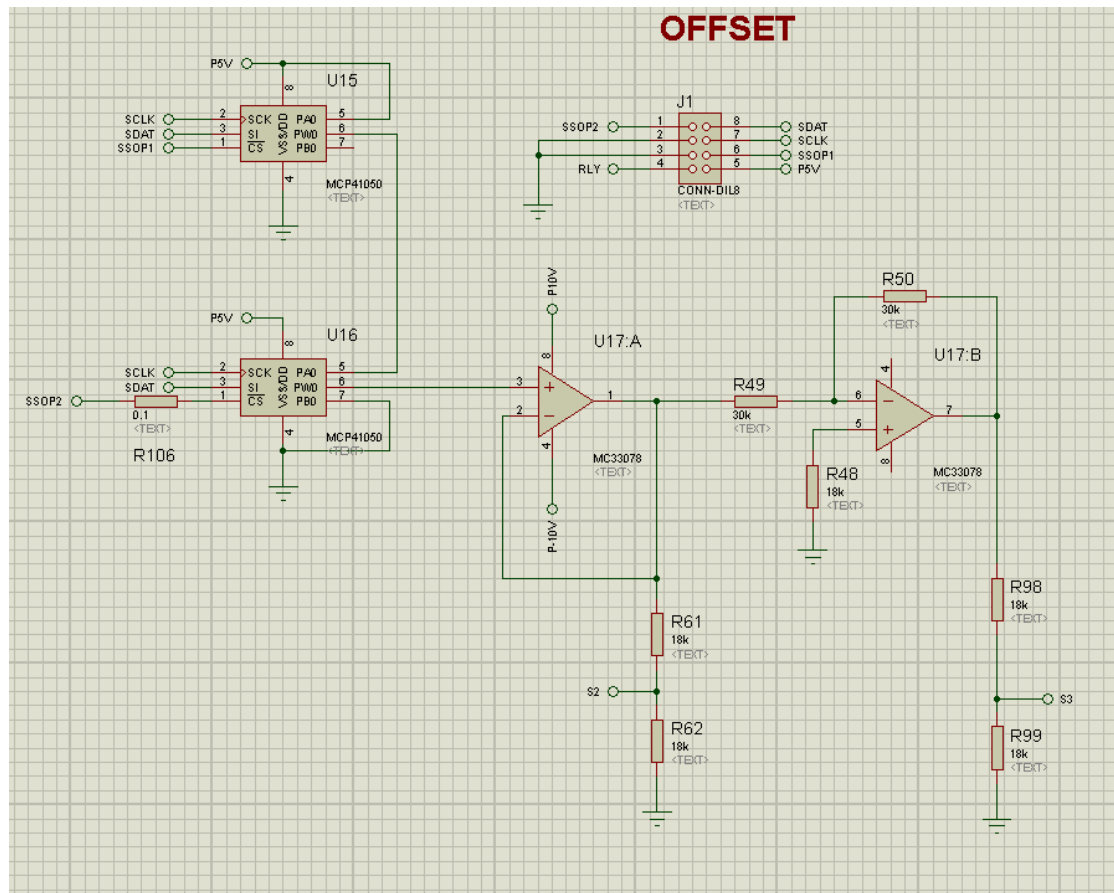 OFFSET
P5V
U15
8
SCLK 2 SCK PA0 5
SDAT 3 SI PW0 6
SSOP1 1 CS PB0 7
VSS/DD
4
MCP41050
<TEXT>
J1
SSOP2 1 8 SDAT
2 7 SCLK
3 6 SSOP1
RLY 4 5 P5V
CONN-DIL8
<TEXT>
P5V
U16
8
SCLK 2 SCK PA0 5
SDAT 3 SI PW0 6
SSOP2 1 CS PB0 7
VSS/DD
0.1
<TEXT>
R106
4
MCP41050
<TEXT>
P10V
8
U17:A
3
2
1
4
MC33078
<TEXT>
P-10V
R49
30k
<TEXT>
R50
30k
<TEXT>
U17:B
4
6
5
7
8
MC33078
<TEXT>
R48
18k
<TEXT>
R61
18k
<TEXT>
S2
R62
18k
<TEXT>
R98
18k
<TEXT>
S3
R99
18k
<TEXT>